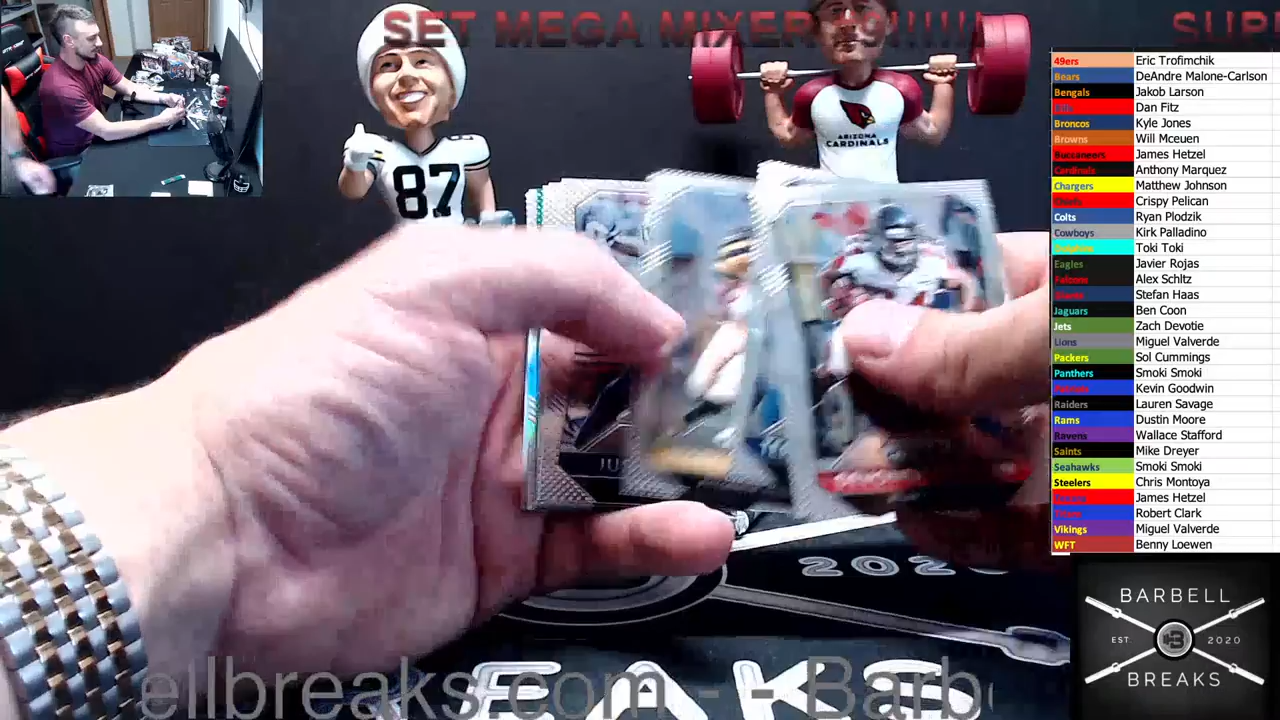 SET MEGA MIXER
!!!!!!
SUP
87
ARIZONA
CARDINALS
49ers Eric Trofimchik
Bears DeAndre Malone-Carlson
Bengals Jakob Larson
Bills Dan Fitz
Broncos Kyle Jones
Browns Will Mceuen
Buccaneers James Hetzel
Cardinals Anthony Marquez
Chargers Matthew Johnson
Chiefs Crispy Pelican
Colts Ryan Plodzik
Cowboys Kirk Palladino
Dolphins Toki Toki
Eagles Javier Rojas
Falcons Alex Schltz
Giants Stefan Haas
Jaguars Ben Coon
Jets Zach Devotie
Lions Miguel Valverde
Packers Sol Cummings
Panthers Smoki Smoki
Patriots Kevin Goodwin
Raiders Lauren Savage
Rams Dustin Moore
Ravens Wallace Stafford
Saints Mike Dreyer
Seahawks Smoki Smoki
Steelers Chris Montoya
Texans James Hetzel
Titans Robert Clark
Vikings Miguel Valverde
WFT Benny Loewen
JUS
202
EAKS
ellbreaks.com - - Barb
BARBELL
EST. B 2020
BREAKS